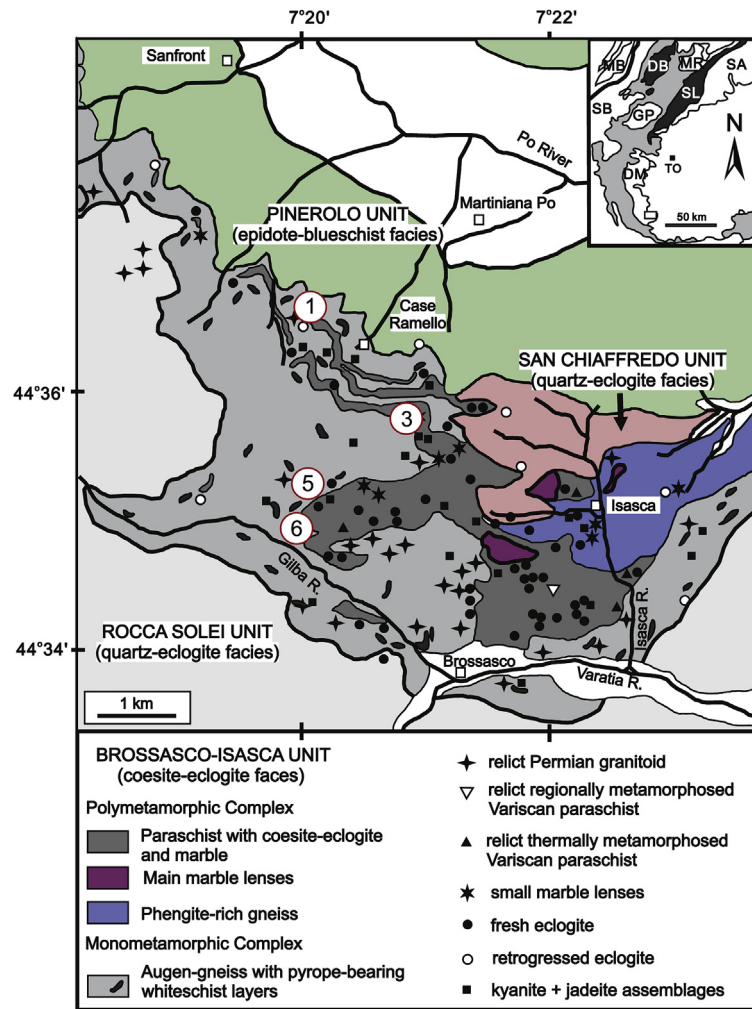 7°20'
7°22'
Sanfront
MB
DB
MR
SA
SL
SB
GP
N
DM
TO
50 km
Po River
Martiniana Po
PINEROLO UNIT
(epidote-blueschist facies)
1
Case
Ramello
SAN CHIAFFREDO UNIT
(quartz-eclogite facies)
44°36'
3
5
Isasca
6
Gilba R.
ROCCA SOLEI UNIT
(quartz-eclogite facies)
Isasca R.
44°34'
Brossasco
Varatia R.
1 km
BROSSASCO-ISASCA UNIT
(coesite-eclogite faces)
Polymetamorphic Complex
Paraschist with coesite-eclogite
and marble
Main marble lenses
Phengite-rich gneiss
Monometamorphic Complex
Augen-gneiss with pyrope-bearing
whiteschist layers
relict Permian granitoid
relict regionally metamorphosed
Variscan paraschist
relict thermally metamorphosed
Variscan paraschist
small marble lenses
fresh eclogite
retrogressed eclogite
kyanite + jadeite assemblages